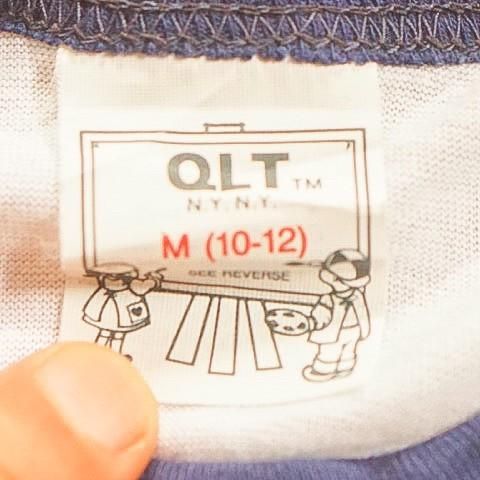 QLT TM
N.Y. N.Y.
M (10-12)
SEE REVERSE